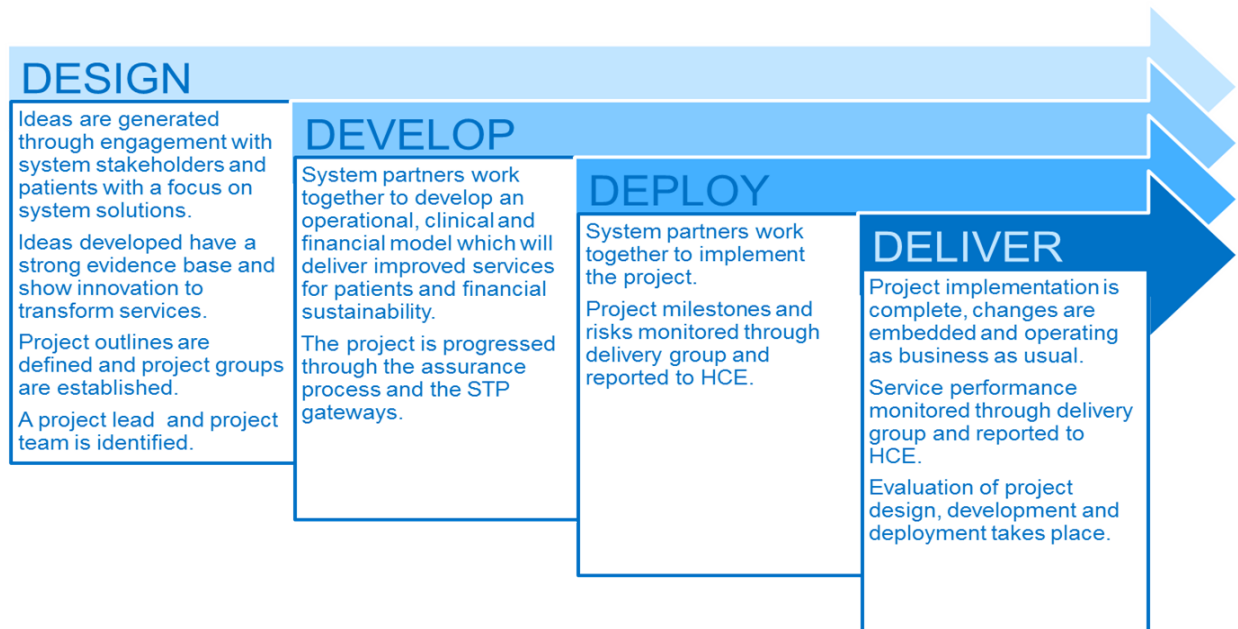 DESIGN
Ideas are generated
through engagement with
system stakeholders and
patients with a focus on
system solutions.
Ideas developed have a
strong evidence base and
show innovation to
transform services.
Project outlines are
defined and project groups
are established.
A project lead and project
team is identified.
DEVELOP
System partners work
together to develop an
operational, clinical and
financial model which will
deliver improved services
for patients and financial
sustainability.
The project is progressed
through the assurance
process and the STP
gateways.
DEPLOY
System partners work
together to implement
the project.
Project milestones and
risks monitored through
delivery group and
reported to HCE.
DELIVER
Project implementation is
complete, changes are
embedded and operating
as business as usual.
Service performance
monitored through delivery
group and reported to
HCE.
Evaluation of project
design, development and
deployment takes place.